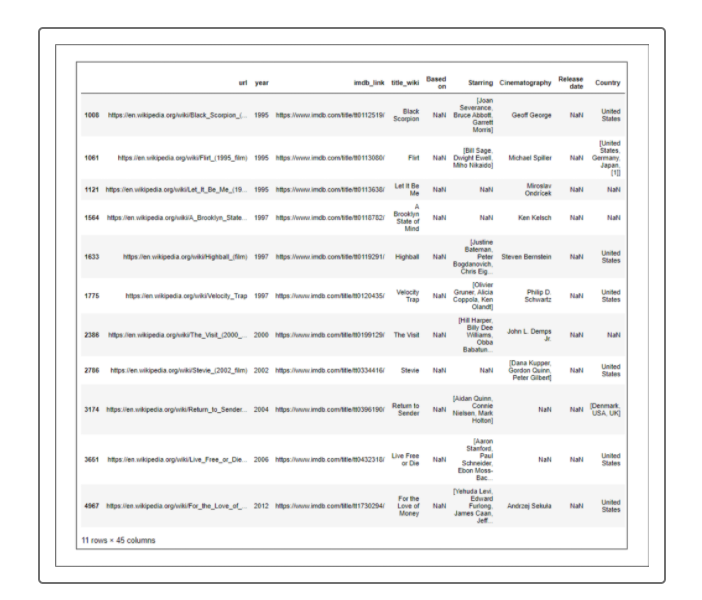 url year imdb_link title_wiki Based on Starring Cinematography Release date Country
1008 https://en.wikipedia.org/wiki/Black_Scorpion_(... 1995 https://www.imdb.com/title/tt0112519/ Black Scorpion NaN [Joan Severance, Bruce Abbott, Garrett Morris] Geoff George NaN United States
1061 https://en.wikipedia.org/wiki/Flirt_(1995_film) 1995 https://www.imdb.com/title/tt0113080/ Flirt NaN [Bill Sage, Dwight Ewell, Miho Nikaido] Michael Spiller NaN [United States, Germany, Japan, [1]]
1121 https://en.wikipedia.org/wiki/Let_It_Be_Me_(19... 1995 https://www.imdb.com/title/tt0113638/ Let It Be Me NaN NaN Miroslav Ondrícek NaN NaN
1564 https://en.wikipedia.org/wiki/A_Brooklyn_State... 1997 https://www.imdb.com/title/tt0118782/ A Brooklyn State of Mind NaN NaN Ken Kelsch NaN NaN
1633 https://en.wikipedia.org/wiki/Highball_(film) 1997 https://www.imdb.com/title/tt0119291/ Highball NaN [Justine Bateman, Peter Bogdanovich, Chris Eig... Steven Bernstein NaN United States
1775 https://en.wikipedia.org/wiki/Velocity_Trap 1997 https://www.imdb.com/title/tt0120435/ Velocity Trap NaN [Olivier Gruner, Alicia Coppola, Ken Olandt] Philip D. Schwartz NaN United States
2386 https://en.wikipedia.org/wiki/The_Visit_(2000_... 2000 https://www.imdb.com/title/tt0199129/ The Visit NaN [Hill Harper, Billy Dee Williams, Obba Babatun... John L. Demps Jr. NaN NaN
2786 https://en.wikipedia.org/wiki/Stevie_(2002_film) 2002 https://www.imdb.com/title/tt0334416/ Stevie NaN NaN [Dana Kupper, Gordon Quinn, Peter Gilbert] NaN United States
3174 https://en.wikipedia.org/wiki/Return_to_Sender... 2004 https://www.imdb.com/title/tt0396190/ Return to Sender NaN [Aidan Quinn, Connie Nielsen, Mark Holton] NaN NaN [Denmark, USA, UK]
3651 https://en.wikipedia.org/wiki/Live_Free_or_Die... 2006 https://www.imdb.com/title/tt0432318/ Live Free or Die NaN [Aaron Stanford, Paul Schneider, Ebon Moss-Bac... NaN NaN United States
4967 https://en.wikipedia.org/wiki/For_the_Love_of_... 2012 https://www.imdb.com/title/tt1730294/ For the Love of Money NaN [Yehuda Levi, Edward Furlong, James Caan, Jeff... Andrzej Sekula NaN United States
11 rows × 45 columns